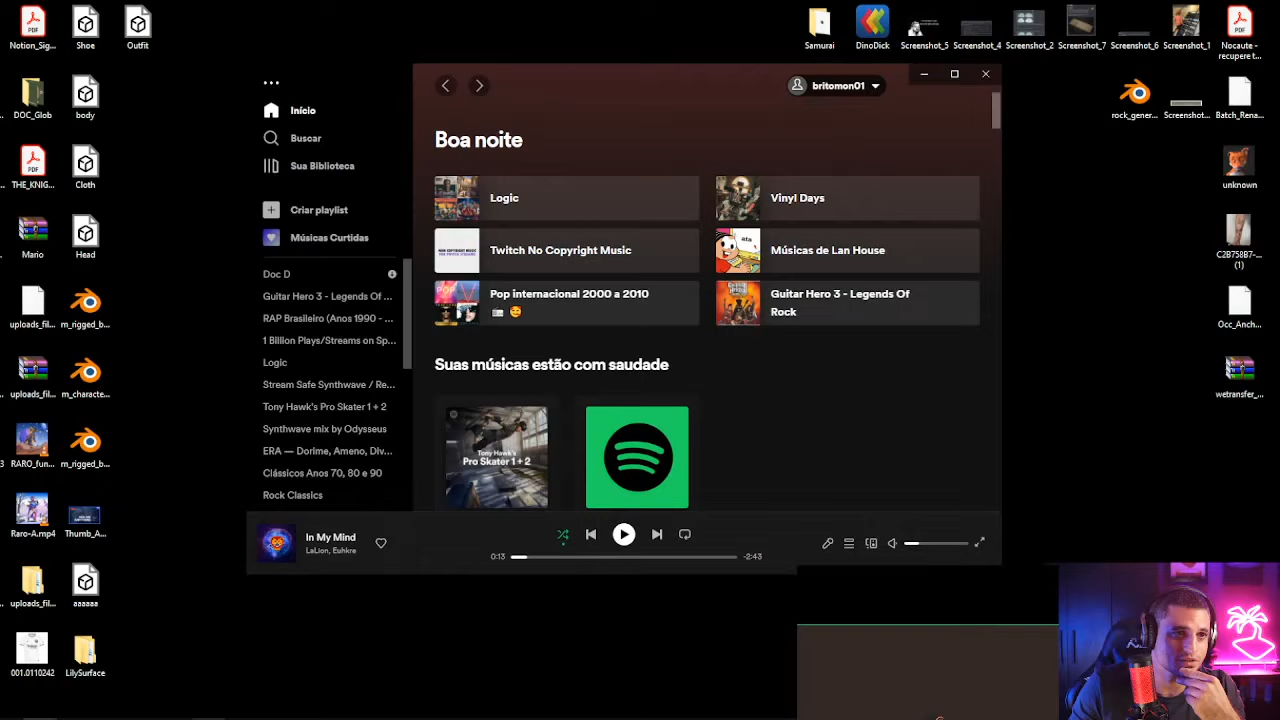 Notion_Sig...
Shoe
Outfit
Samurai
DinoDick
Screenshot_5
Screenshot_4
Screenshot_2
Screenshot_7
Screenshot_6
Screenshot_1
Nocaute -
recupere t...
DOC_Glob
body
rock_gener...
Screenshot...
Batch_Rena...
THE_KNIG...
Cloth
unknown
Mario
Head
C2B758B7-...
(1)
uploads_fil...
m_rigged_b...
Occ_Anch...
uploads_fil...
m_characte...
wetransfer_...
RARO_fun...
m_rigged_b...
Raro-A.mp4
Thumb_A...
uploads_fil...
aaaaaa
001.0110242
LilySurface
britomon01
Início
Buscar
Sua Biblioteca
Criar playlist
Músicas Curtidas
Doc D
Guitar Hero 3 - Legends Of ...
RAP Brasileiro (Anos 1990 - ...
1 Billion Plays/Streams on Sp...
Logic
Stream Safe Synthwave / Re...
Tony Hawk's Pro Skater 1 + 2
Synthwave mix by Odysseus
ERA — Dorime, Ameno, Div...
Clássicos Anos 70, 80 e 90
Rock Classics
Boa noite
Logic
Vinyl Days
Twitch No Copyright Music
Músicas de Lan House
Pop internacional 2000 a 2010
📻 😏
Guitar Hero 3 - Legends Of
Rock
Suas músicas estão com saudade
Tony Hawk's
Pro Skater 1+2
In My Mind
LaLion, Euhkre
0:13
-2:43